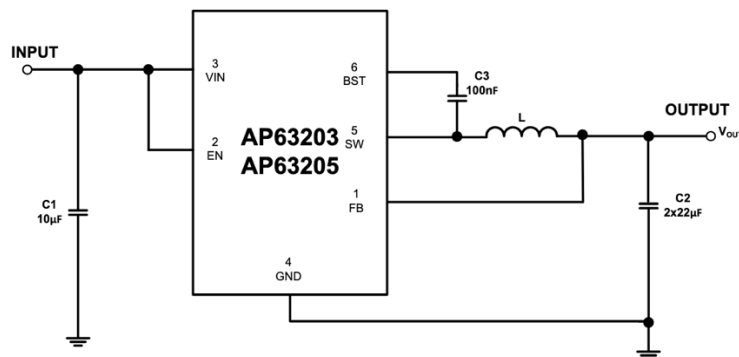 INPUT
3
VIN
2
EN
C1
10µF
AP63203
AP63205
4
GND
6
BST
5
SW
1
FB
C3
100nF
L
OUTPUT
VOUT
C2
2x22µF